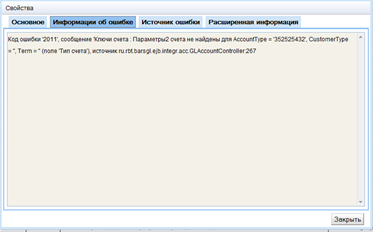 Свойства
Основное Информации об ошибке Источник ошибки Расширенная информация
Код ошибки '2011', сообщение 'Ключи счета : Параметры2 счета не найдены для AccountType = '352525432', CustomerType
= '', Term = '' (поле 'Тип счета'), источник ru.rbt.barsgl.ejb.integr.acc.GLAccountController:267
Закрыть